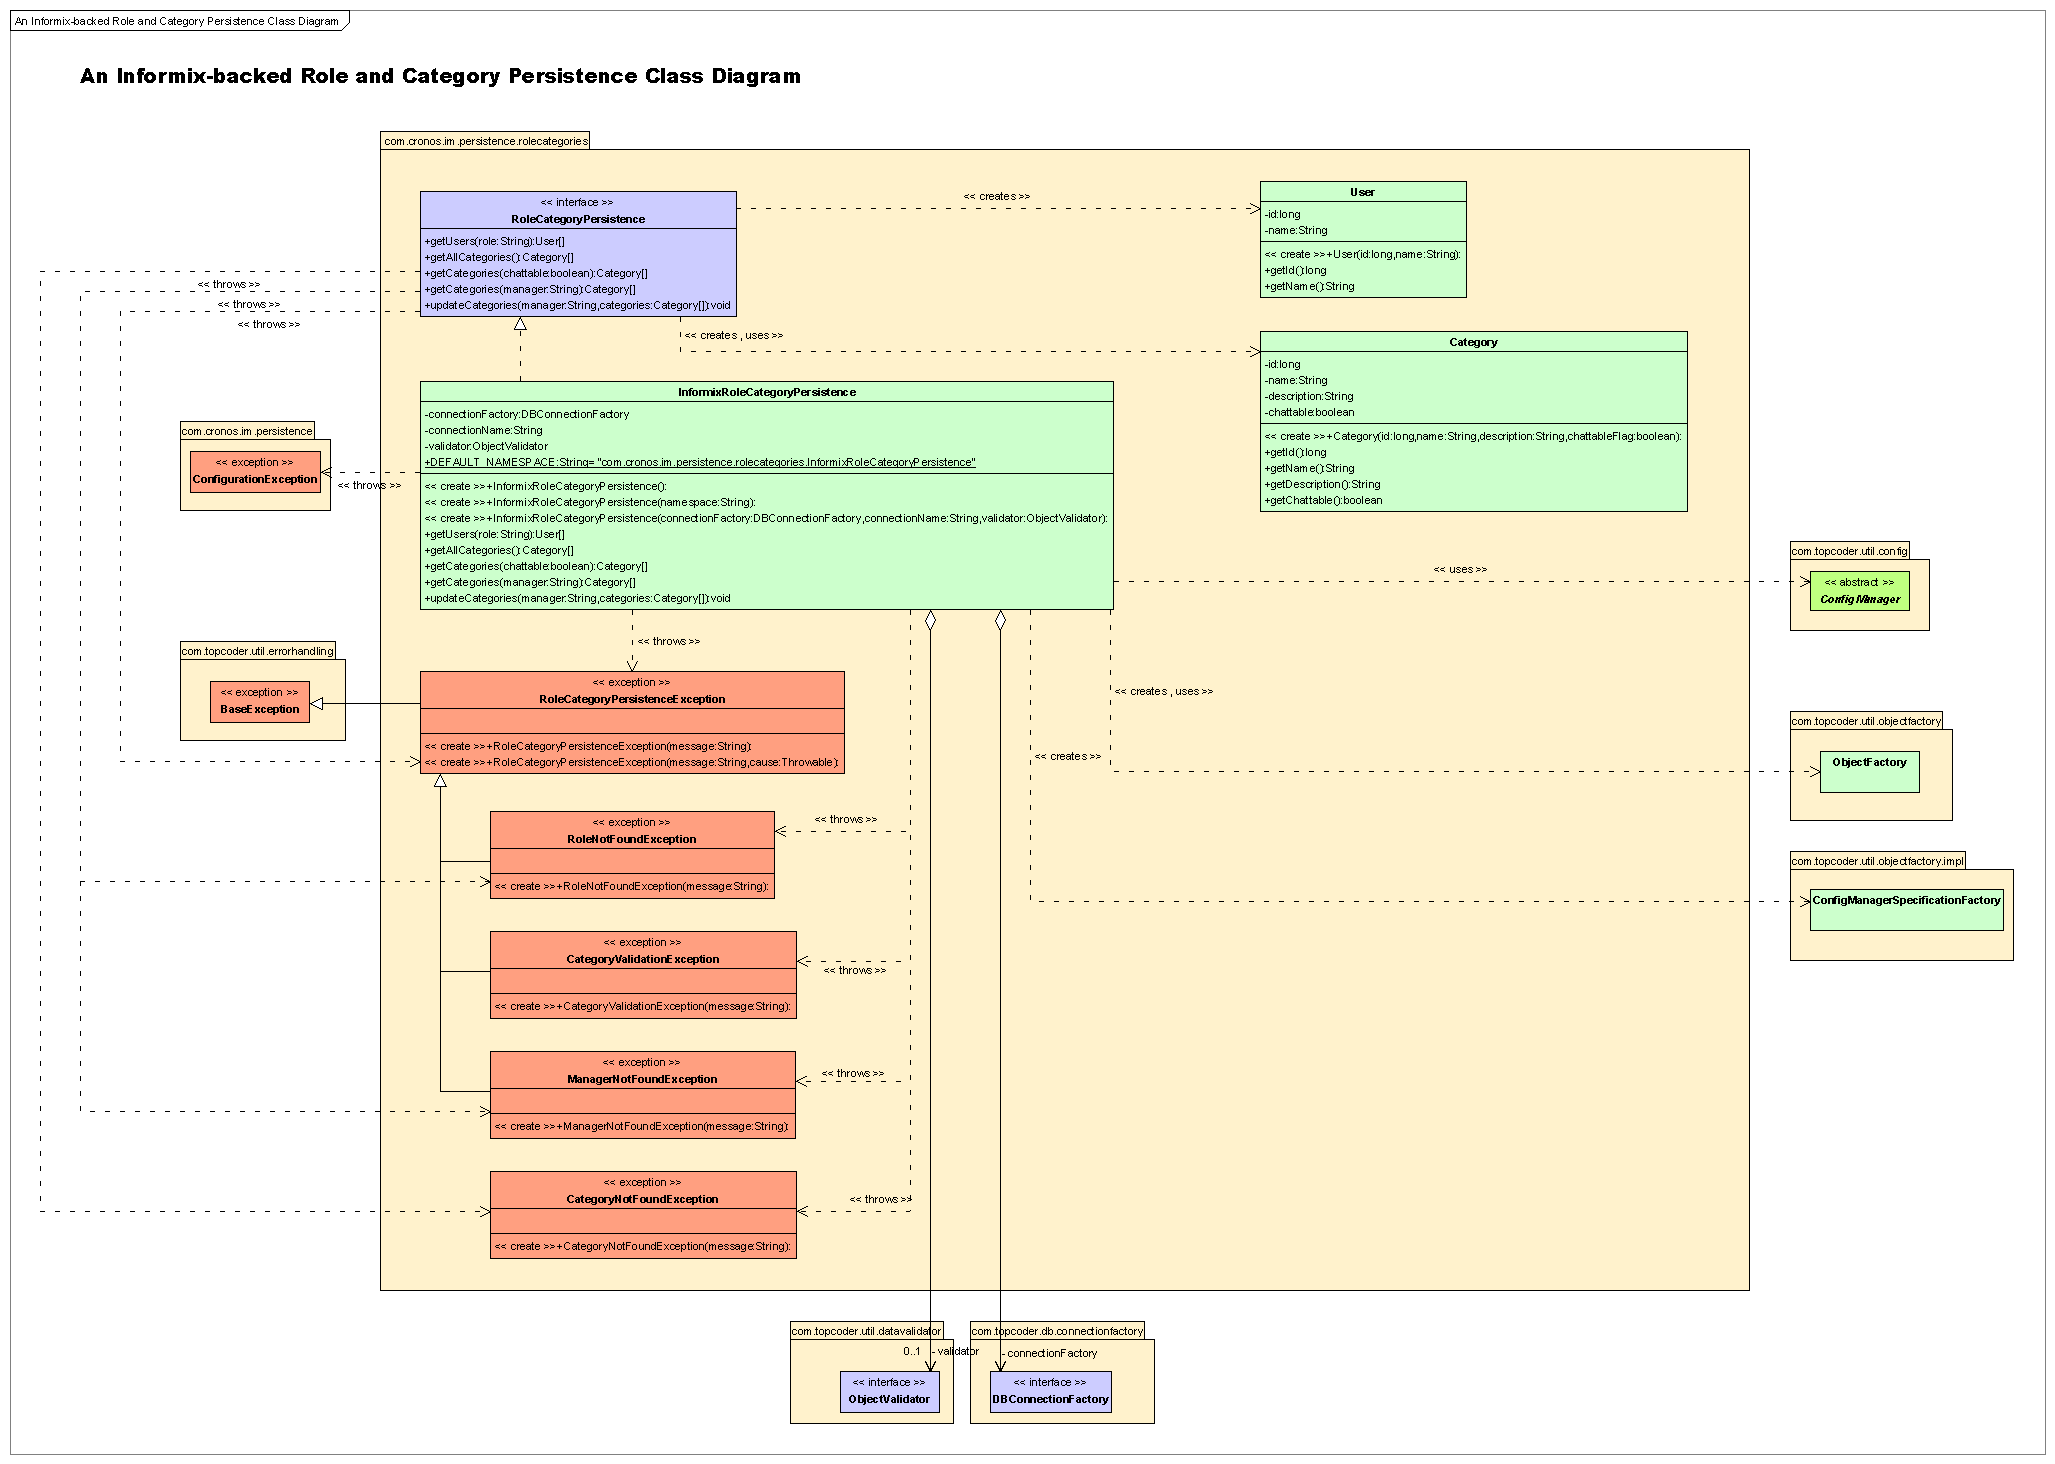 An Informix-backed Role and Category Persistence Class Diagram
An Informix-backed Role and Category Persistence Class Diagram
com.cronos.im.persistence.rolecategories
<< interface >>
RoleCategoryPersistence
+getUsers(role:String):User[]
+getAllCategories():Category[]
+getCategories(chattable:boolean):Category[]
+getCategories(manager:String):Category[]
+updateCategories(manager:String,categories:Category[]):void
<< creates >>
User
-id:long
-name:String
<< create >>+User(id:long,name:String):
+getId():long
+getName():String
<< throws >>
<< throws >>
<< throws >>
<< creates , uses >>
Category
-id:long
-name:String
-description:String
-chattable:boolean
<< create >>+Category(id:long,name:String,description:String,chattableFlag:boolean):
+getId():long
+getName():String
+getDescription():String
+getChattable():boolean
InformixRoleCategoryPersistence
-connectionFactory:DBConnectionFactory
-connectionName:String
-validator:ObjectValidator
+DEFAULT_NAMESPACE:String= "com.cronos.im.persistence.rolecategories.InformixRoleCategoryPersistence"
<< create >>+InformixRoleCategoryPersistence():
<< create >>+InformixRoleCategoryPersistence(namespace:String):
<< create >>+InformixRoleCategoryPersistence(connectionFactory:DBConnectionFactory,connectionName:String,validator:ObjectValidator):
+getUsers(role:String):User[]
+getAllCategories():Category[]
+getCategories(chattable:boolean):Category[]
+getCategories(manager:String):Category[]
+updateCategories(manager:String,categories:Category[]):void
com.cronos.im.persistence
<< exception >>
ConfigurationException
<< throws >>
<< uses >>
com.topcoder.util.config
<< abstract >>
ConfigManager
<< throws >>
com.topcoder.util.errorhandling
<< exception >>
BaseException
<< exception >>
RoleCategoryPersistenceException
<< create >>+RoleCategoryPersistenceException(message:String):
<< create >>+RoleCategoryPersistenceException(message:String,cause:Throwable):
<< creates , uses >>
<< creates >>
com.topcoder.util.objectfactory
ObjectFactory
<< exception >>
RoleNotFoundException
<< create >>+RoleNotFoundException(message:String):
<< throws >>
com.topcoder.util.objectfactory.impl
ConfigManagerSpecificationFactory
<< exception >>
CategoryValidationException
<< create >>+CategoryValidationException(message:String):
<< throws >>
<< exception >>
ManagerNotFoundException
<< create >>+ManagerNotFoundException(message:String):
<< throws >>
<< exception >>
CategoryNotFoundException
<< create >>+CategoryNotFoundException(message:String):
<< throws >>
com.topcoder.util.datavalidator
0..1
- validator
<< interface >>
ObjectValidator
com.topcoder.db.connectionfactory
- connectionFactory
<< interface >>
DBConnectionFactory